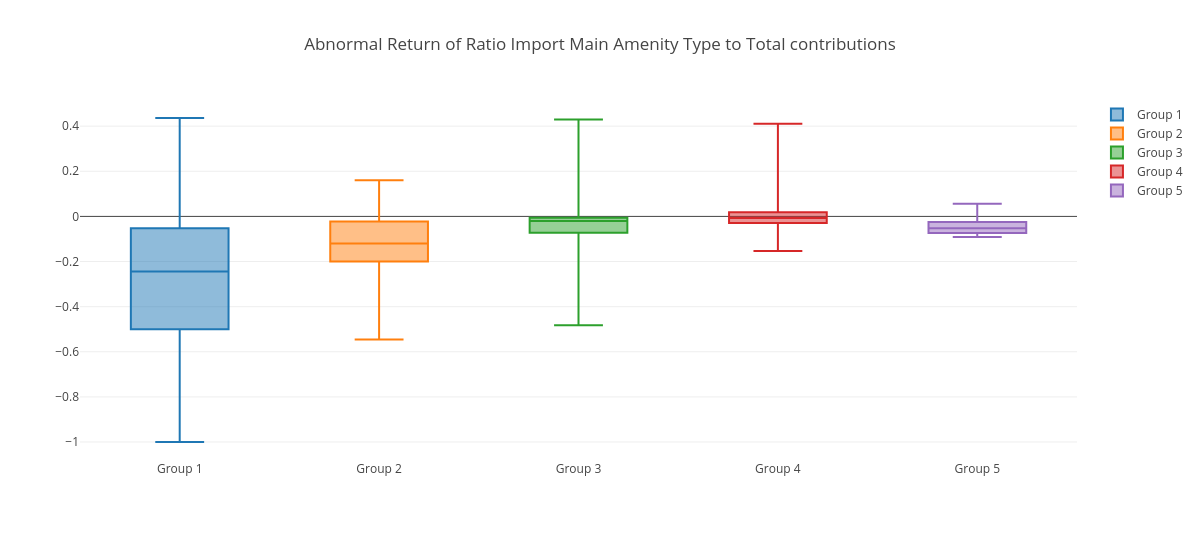 Abnormal Return of Ratio Import Main Amenity Type to Total contributions
0.4
0.2
0
−0.2
−0.4
−0.6
−0.8
−1
Group 1
Group 2
Group 3
Group 4
Group 5
Group 1
Group 2
Group 3
Group 4
Group 5